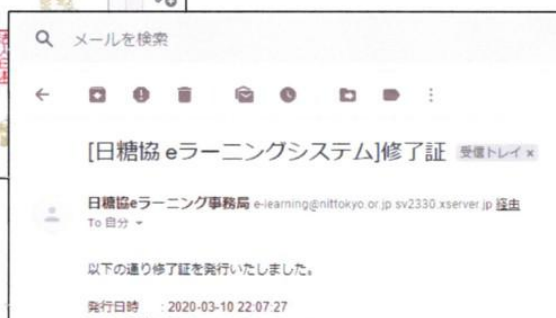 メールを検索
[日糖協 eラーニングシステム]修了証 受信トレイ ×
日糖協eラーニング事務局 e-learning@nittokyo.or.jp sv2330.xserver.jp 経由
To 自分
以下の通り修了証を発行いたしました。
発行日時 : 2020-03-10 22:07:27